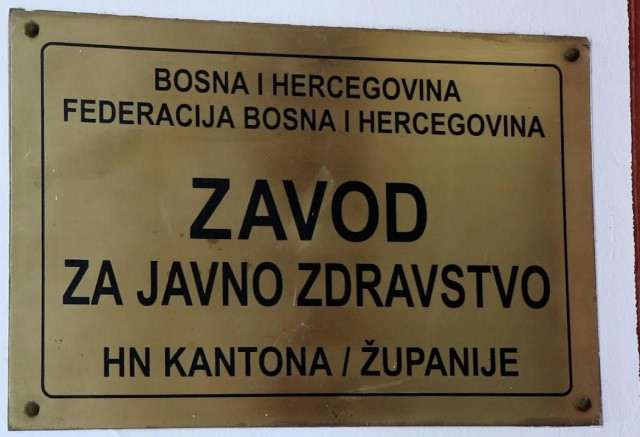 BOSNA I HERCEGOVINA
FEDERACIJA BOSNA I HERCEGOVINA
ZAVOD
ZA JAVNO ZDRAVSTVO
HN KANTONA / ŽUPANIJE